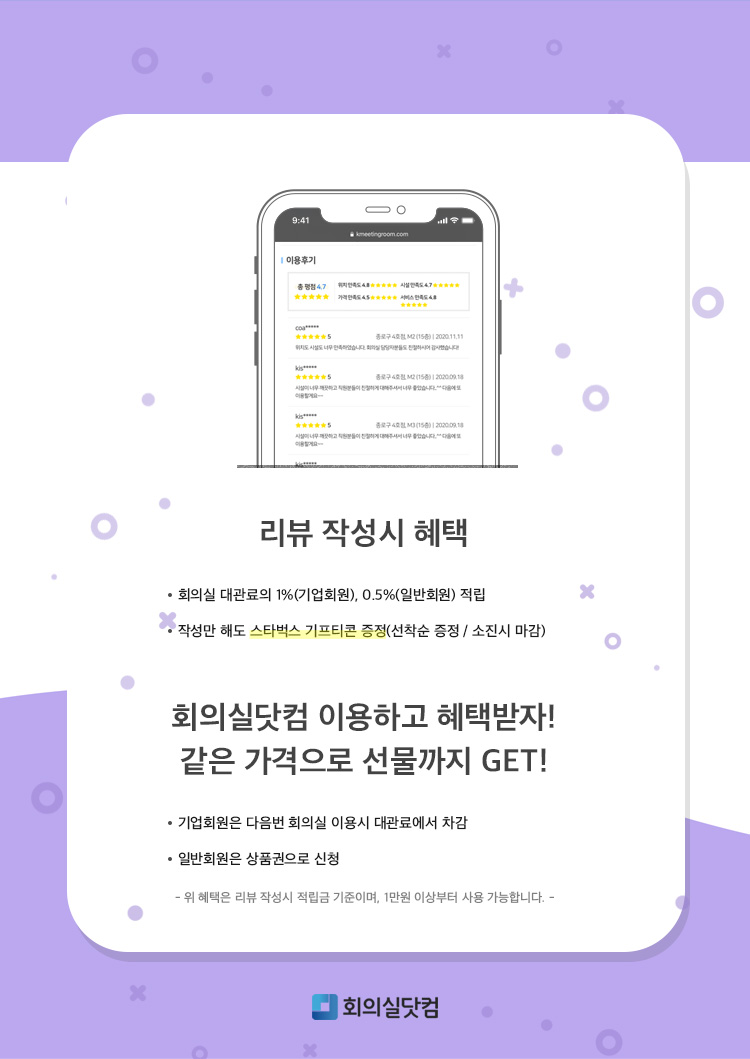 9:41
kmeetingroom.com
이용후기
총 평점 4.7
위치 만족도 4.8 ★★★★★ 시설 만족도 4.7 ★★★★★
★★★★★
가격 만족도 4.5 ★★★★★ 서비스 만족도 4.8
★★★★★
coa*****
★★★★★ 5 종로구 4호점, M2 (15층) | 2020.11.11
위치도 시설도 너무 만족하였습니다. 회의실 담당자분들도 친절하시어 감사했습니다!
kis*****
★★★★★ 5 종로구 4호점, M2 (15층) | 2020.09.18
시설이 너무 깨끗하고 직원분들이 친절하게 대해주셔서 너무 좋았습니다.^^ 다음에 또
이용할게요~~
kis*****
★★★★★ 5 종로구 4호점, M3 (15층) | 2020.09.18
시설이 너무 깨끗하고 직원분들이 친절하게 대해주셔서 너무 좋았습니다.^^ 다음에 또
이용할게요~~
리뷰 작성시 혜택
• 회의실 대관료의 1%(기업회원), 0.5%(일반회원) 적립
• 작성만 해도 스타벅스 기프티콘 증정(선착순 증정 / 소진시 마감)
회의실닷컴 이용하고 혜택받자!
같은 가격으로 선물까지 GET!
• 기업회원은 다음번 회의실 이용시 대관료에서 차감
• 일반회원은 상품권으로 신청
- 위 혜택은 리뷰 작성시 적립금 기준이며, 1만원 이상부터 사용 가능합니다. -
회의실닷컴